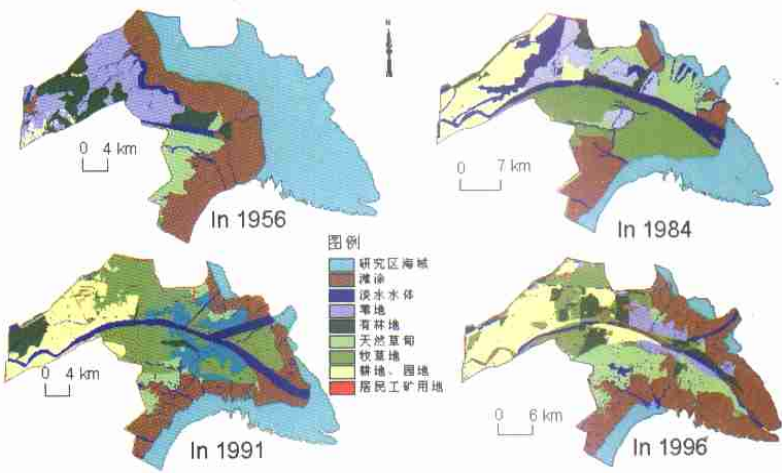 N
0 4 km
In 1956
0 7 km
In 1984
图例
研究区海域
滩涂
淡水水体
苇地
有林地
天然草甸
牧草地
耕地、园地
居民工矿用地
0 4 km
In 1991
0 6 km
In 1996